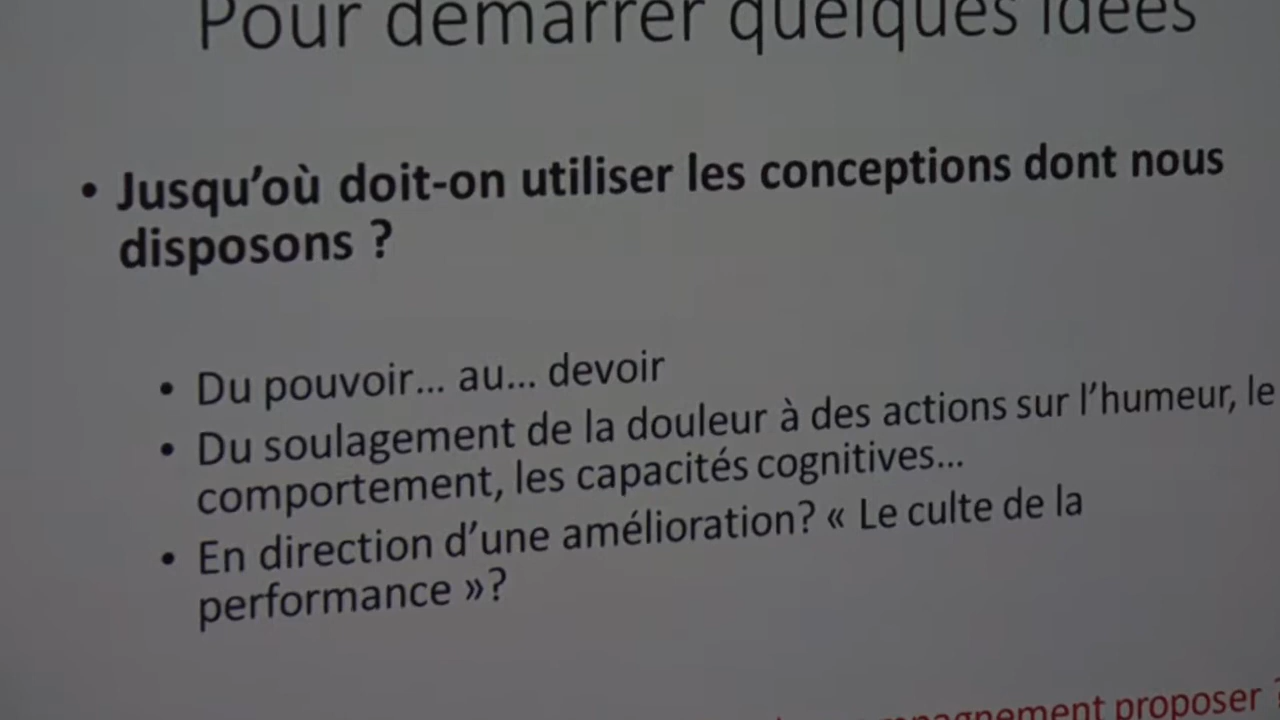 Pour démarrer quelques idées
• Jusqu'où doit-on utiliser les conceptions dont nous
disposons ?
• Du pouvoir... au... devoir
• Du soulagement de la douleur à des actions sur l'humeur, le
comportement, les capacités cognitives...
• En direction d'une amélioration? « Le culte de la
performance »?
proposer ?